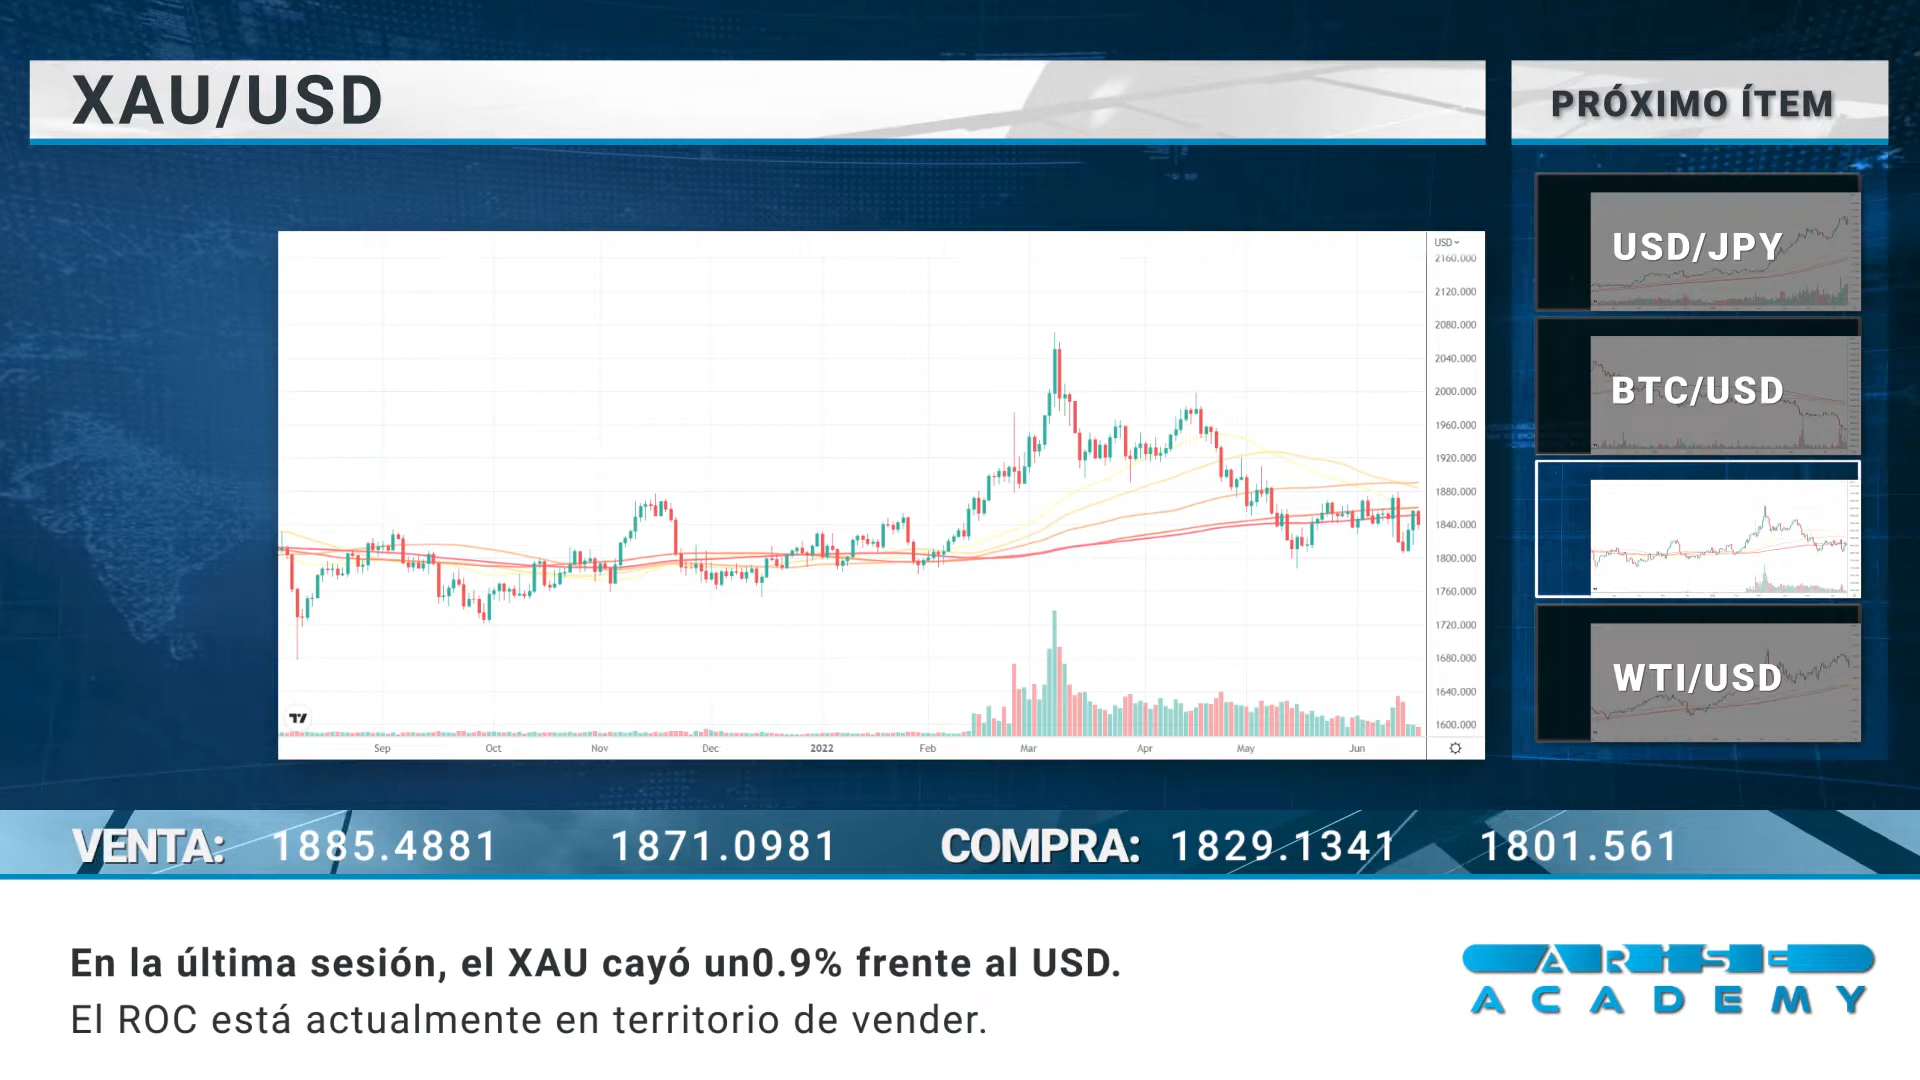 XAU/USD
PRÓXIMO ÍTEM
USD
2160.000
2120.000
2080.000
2040.000
2000.000
1960.000
1920.000
1880.000
1840.000
1800.000
1760.000
1720.000
1680.000
1640.000
1600.000
Sep Oct Nov Dec 2022 Feb Mar Apr May Jun
USD/JPY
BTC/USD
WTI/USD
VENTA: 1885.4881 1871.0981 COMPRA: 1829.1341 1801.561
En la última sesión, el XAU cayó un0.9% frente al USD.
El ROC está actualmente en territorio de vender.
ARISE
ACADEMY